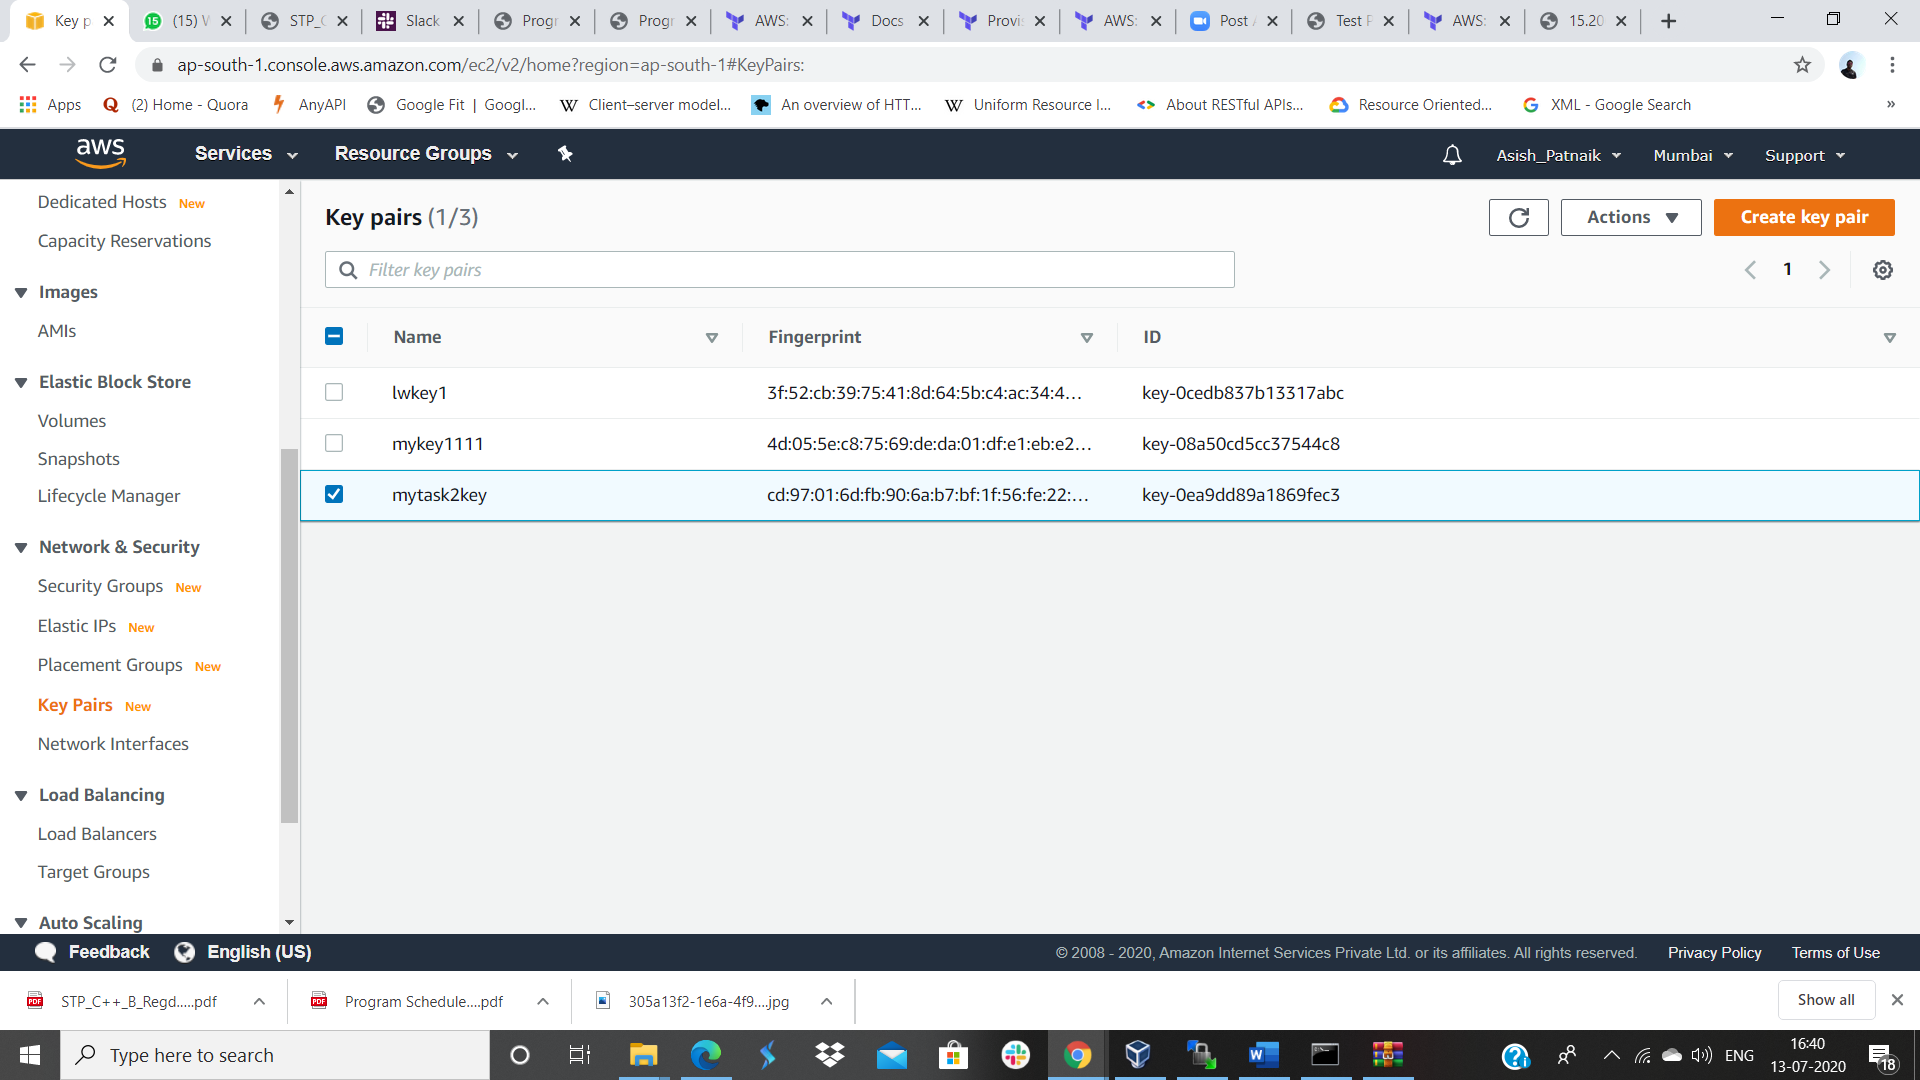 Key p
(15) W
STP_C
Slack
Progr
Progr
AWS:
Docs
Provis
AWS:
Post A
Test P
AWS:
15.20
ap-south-1.console.aws.amazon.com/ec2/v2/home?region=ap-south-1#KeyPairs:
Apps
(2) Home - Quora
AnyAPI
Google Fit | Googl...
Client–server model...
An overview of HTT...
Uniform Resource I...
About RESTful APIs...
Resource Oriented...
XML - Google Search
»
aws
Services
Resource Groups
Asish_Patnaik
Mumbai
Support
Dedicated Hosts New
Capacity Reservations
Images
AMIs
Elastic Block Store
Volumes
Snapshots
Lifecycle Manager
Network & Security
Security Groups New
Elastic IPs New
Placement Groups New
Key Pairs New
Network Interfaces
Load Balancing
Load Balancers
Target Groups
Auto Scaling
Key pairs (1/3)
Actions
Create key pair
Filter key pairs
1
Name Fingerprint ID
lwkey1 3f:52:cb:39:75:41:8d:64:5b:c4:ac:34:4... key-0cedb837b13317abc
mykey1111 4d:05:5e:c8:75:69:de:da:01:df:e1:eb:e2... key-08a50cd5cc37544c8
mytask2key cd:97:01:6d:fb:90:6a:b7:bf:1f:56:fe:22:... key-0ea9dd89a1869fec3
Feedback
English (US)
© 2008 - 2020, Amazon Internet Services Private Ltd. or its affiliates. All rights reserved.
Privacy Policy
Terms of Use
STP_C++_B_Regd.....pdf
Program Schedule....pdf
305a13f2-1e6a-4f9....jpg
Show all
Type here to search
ENG
16:40
13-07-2020
18